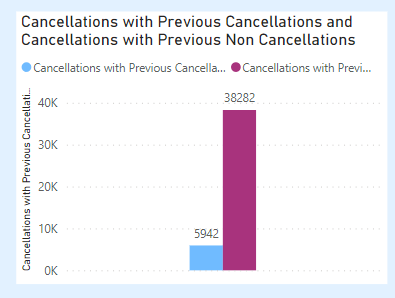 Cancellations with Previous Cancellations and
Cancellations with Previous Non Cancellations
Cancellations with Previous Cancella... Cancellations with Previ...
Cancellations with Previous Cancellati...
40K
30K
20K
10K
0K
38282
5942